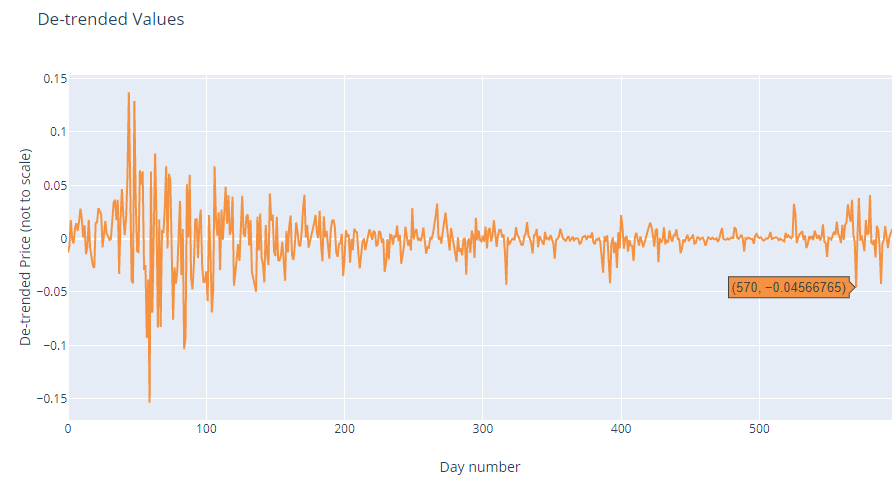 De-trended Values
De-trended Price (not to scale)
0.15
0.1
0.05
0
−0.05
−0.1
−0.15
(570, −0.04566765)
0 100 200 300 400 500
Day number